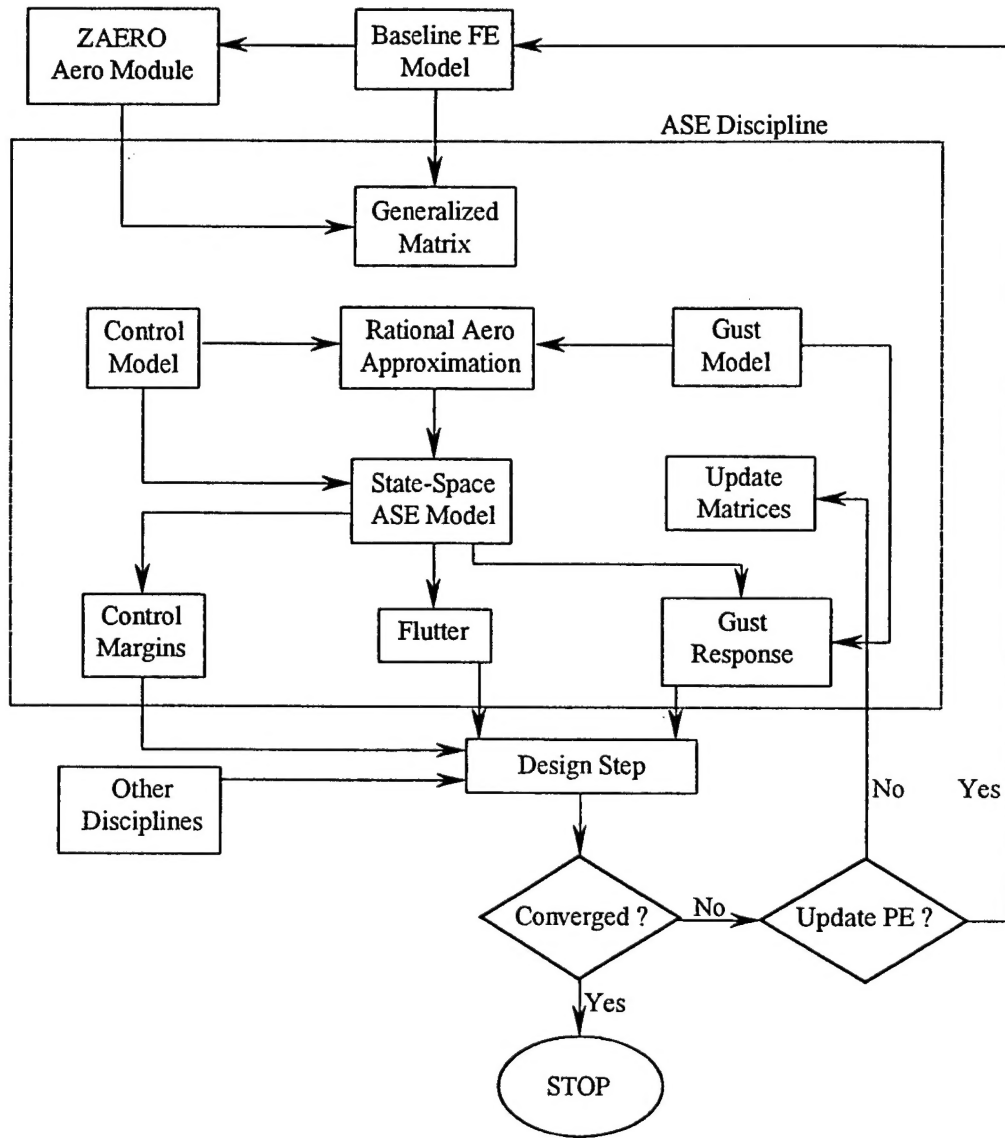 ZAERO
Aero Module
Baseline FE
Model
ASE Discipline
Generalized
Matrix
Control
Model
Rational Aero
Approximation
Gust
Model
State-Space
ASE Model
Update
Matrices
Control
Margins
Flutter
Gust
Response
Design Step
Other
Disciplines
No
Yes
Converged ?
No
Update PE ?
Yes
STOP